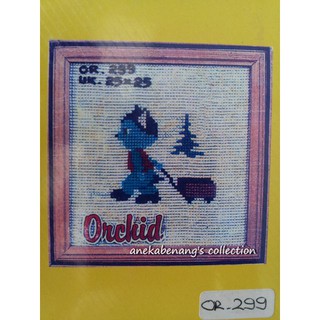 OR. 299
UK. 25x25
Orchid
anekabenang's collection
OR-299